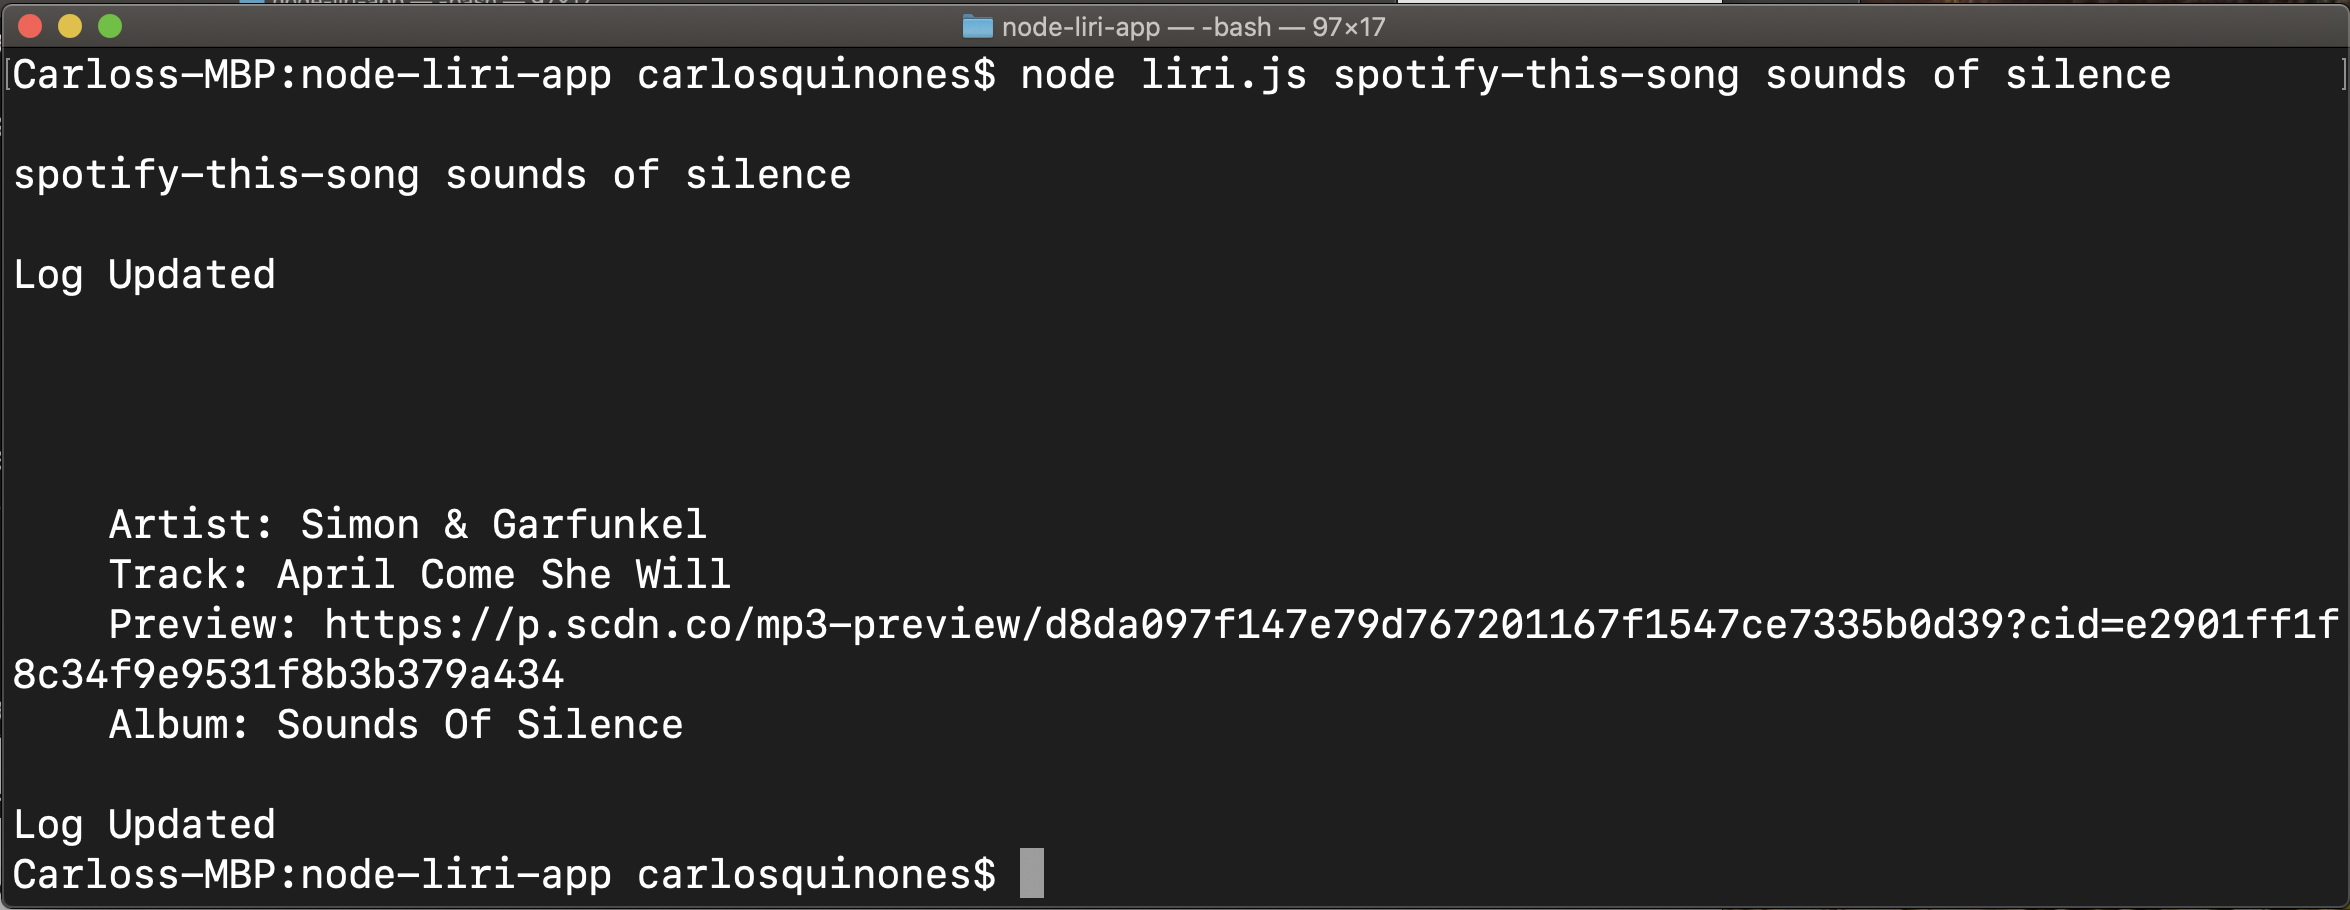 node-liri-app — -bash — 97×17
Carloss-MBP:node-liri-app carlosquinones$ node liri.js spotify-this-song sounds of silence
spotify-this-song sounds of silence
Log Updated
Artist: Simon & Garfunkel
Track: April Come She Will
Preview: https://p.scdn.co/mp3-preview/d8da097f147e79d767201167f1547ce7335b0d39?cid=e2901ff1f
8c34f9e9531f8b3b379a434
Album: Sounds Of Silence
Log Updated
Carloss-MBP:node-liri-app carlosquinones$